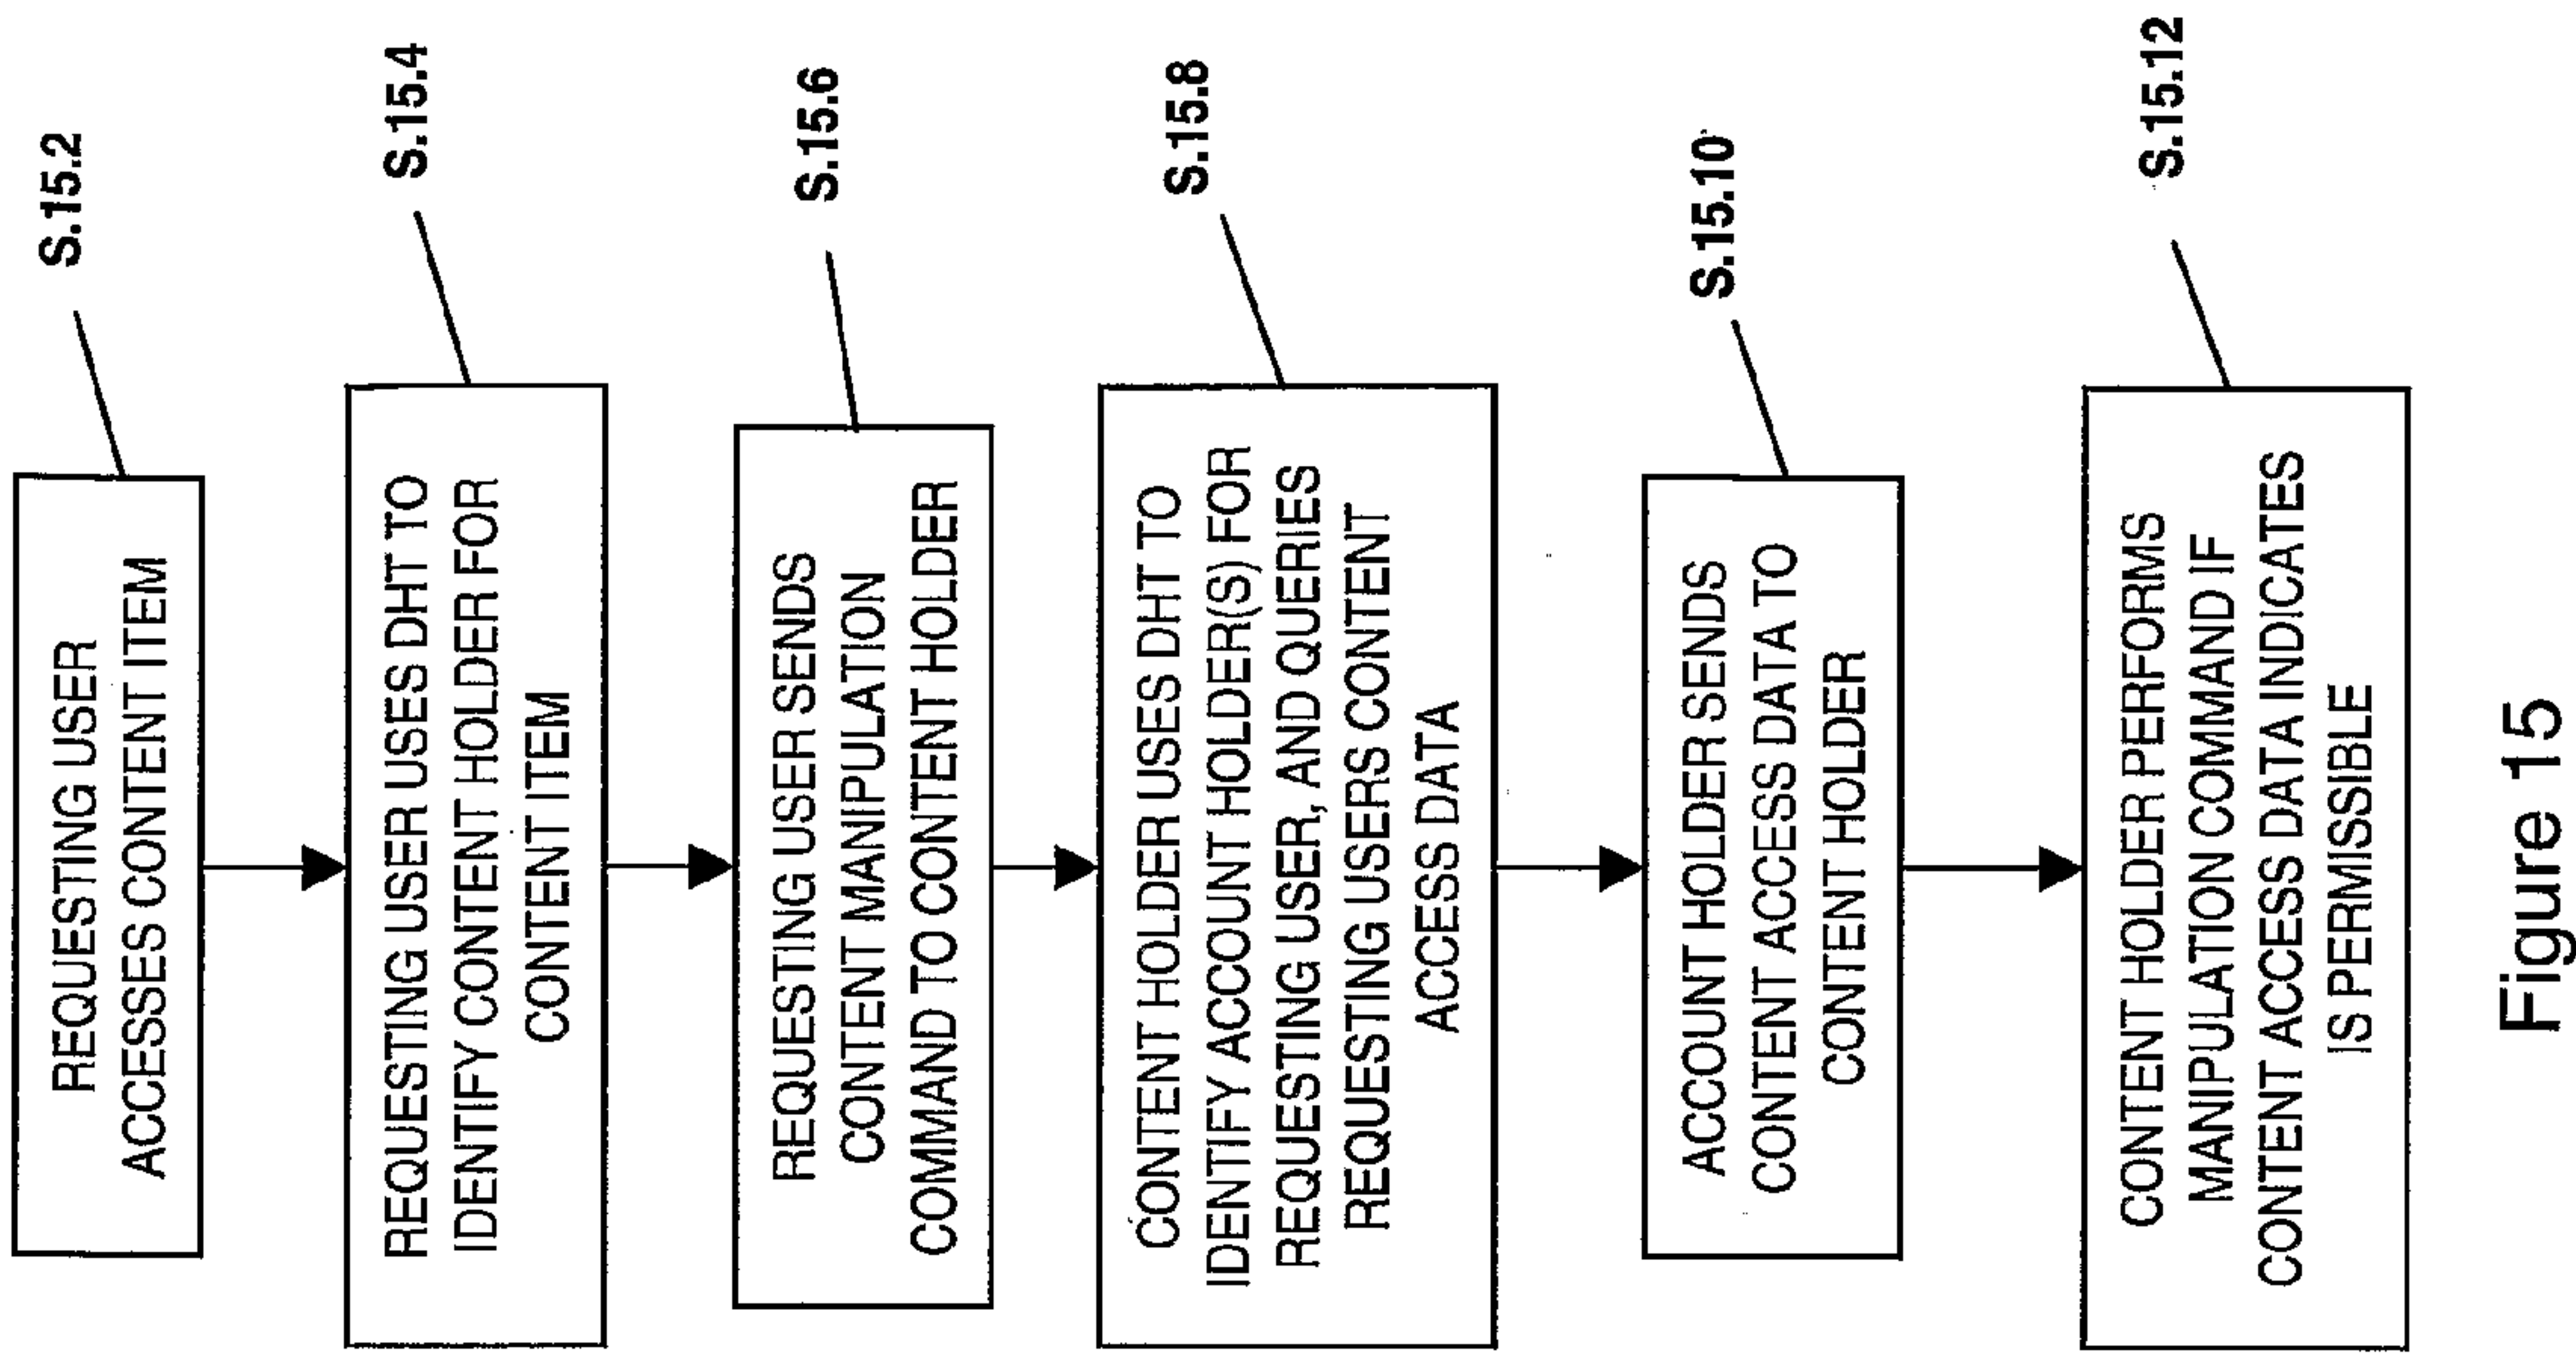 S.15.2
REQUESTING USER
ACCESSES CONTENT ITEM
S.15.4
REQUESTING USER USES DHT TO
IDENTIFY CONTENT HOLDER FOR
CONTENT ITEM
S.15.6
REQUESTING USER SENDS
CONTENT MANIPULATION
COMMAND TO CONTENT HOLDER
S.15.8
CONTENT HOLDER USES DHT TO
IDENTIFY ACCOUNT HOLDER(S) FOR
REQUESTING USER, AND QUERIES
REQUESTING USERS CONTENT
ACCESS DATA
S.15.10
ACCOUNT HOLDER SENDS
CONTENT ACCESS DATA TO
CONTENT HOLDER
S.15.12
CONTENT HOLDER PERFORMS
MANIPULATION COMMAND IF
CONTENT ACCESS DATA INDICATES
IS PERMISSIBLE
Figure 15